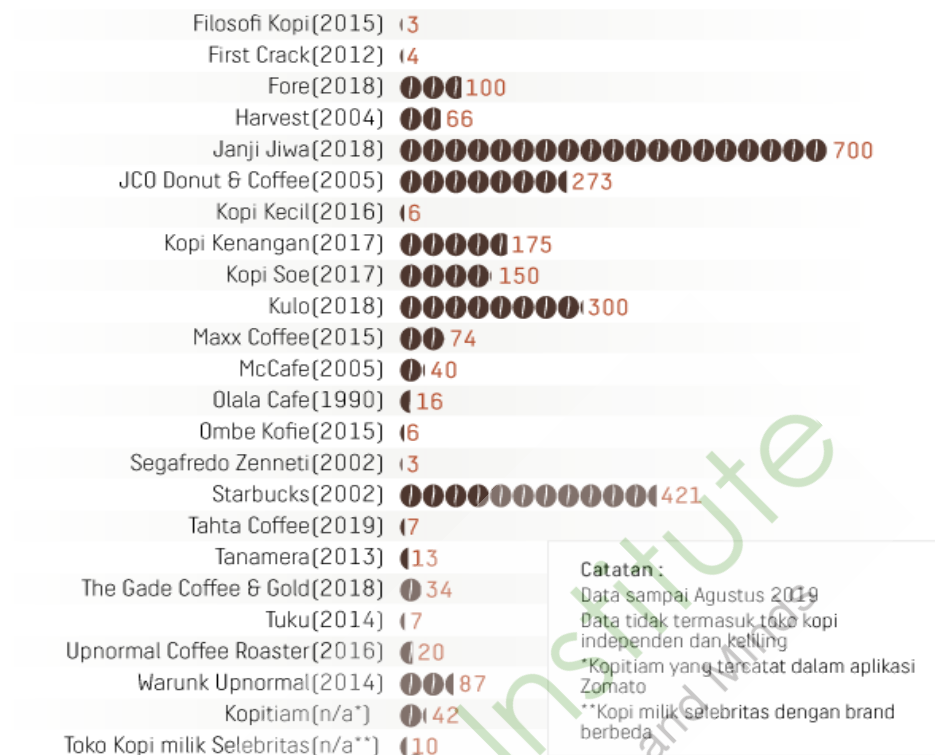 Filosofi Kopi(2015) 3
First Crack(2012) 4
Fore(2018) 100
Harvest(2004) 66
Janji Jiwa(2018) 700
JCO Donut & Coffee(2005) 273
Kopi Kecil(2016) 6
Kopi Kenangan(2017) 175
Kopi Soe(2017) 150
Kulo(2018) 300
Maxx Coffee(2015) 74
McCafe(2005) 40
Olala Cafe(1990) 16
Ombe Kofie(2015) 6
Segafredo Zenneti(2002) 3
Starbucks(2002) 421
Tahta Coffee(2019) 7
Tanamera(2013) 13
The Gade Coffee & Gold(2018) 34
Tuku(2014) 7
Upnormal Coffee Roaster(2016) 20
Warunk Upnormal(2014) 87
Kopitiam(n/a*) 42
Toko Kopi milik Selebritas(n/a**) 10
Catatan :
Data sampai Agustus 2019
Data tidak termasuk toko kopi
independen dan keliling
*Kopitiam yang tercatat dalam aplikasi
Zomato
**Kopi milik selebritas dengan brand
berbeda
Institute
and Minds